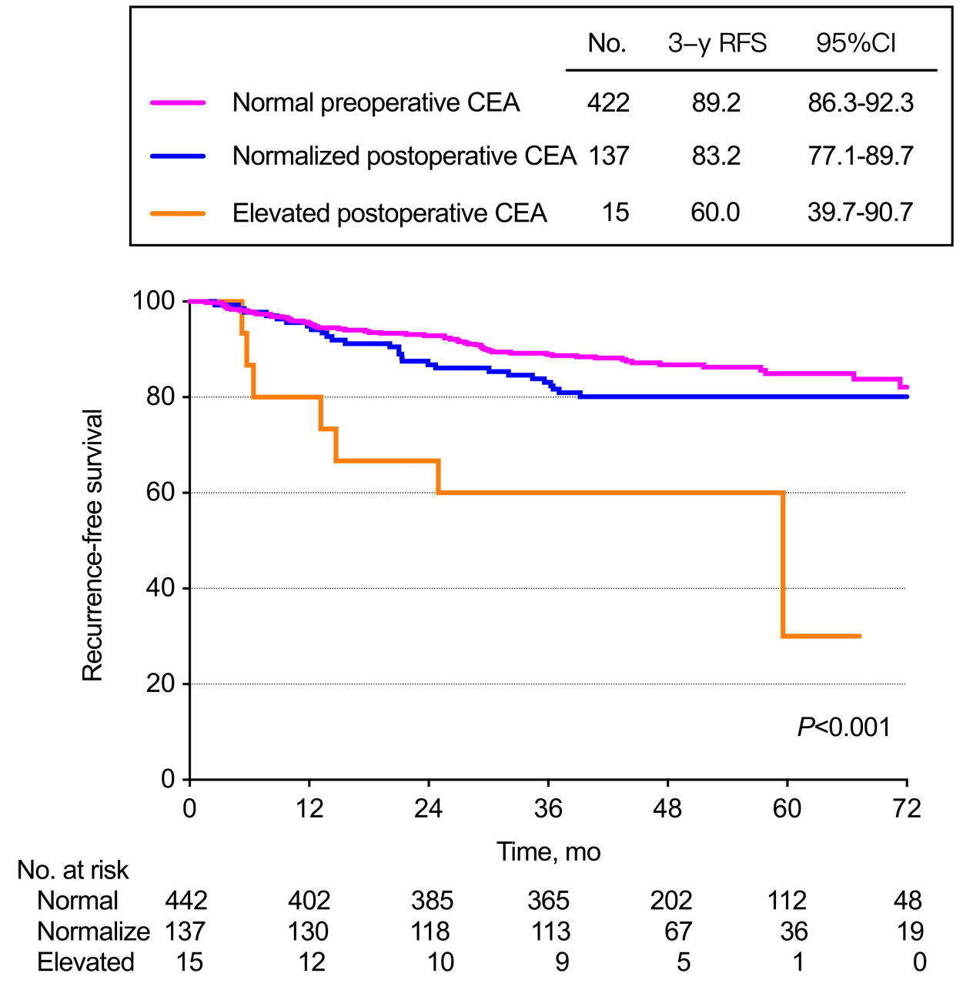 No. 3–y RFS 95%CI
Normal preoperative CEA 422 89.2 86.3-92.3
Normalized postoperative CEA 137 83.2 77.1-89.7
Elevated postoperative CEA 15 60.0 39.7-90.7
100
80
60
40
20
0
Recurrence-free survival
P<0.001
0 12 24 36 48 60 72
Time, mo
No. at risk
Normal 442 402 385 365 202 112 48
Normalize 137 130 118 113 67 36 19
Elevated 15 12 10 9 5 1 0